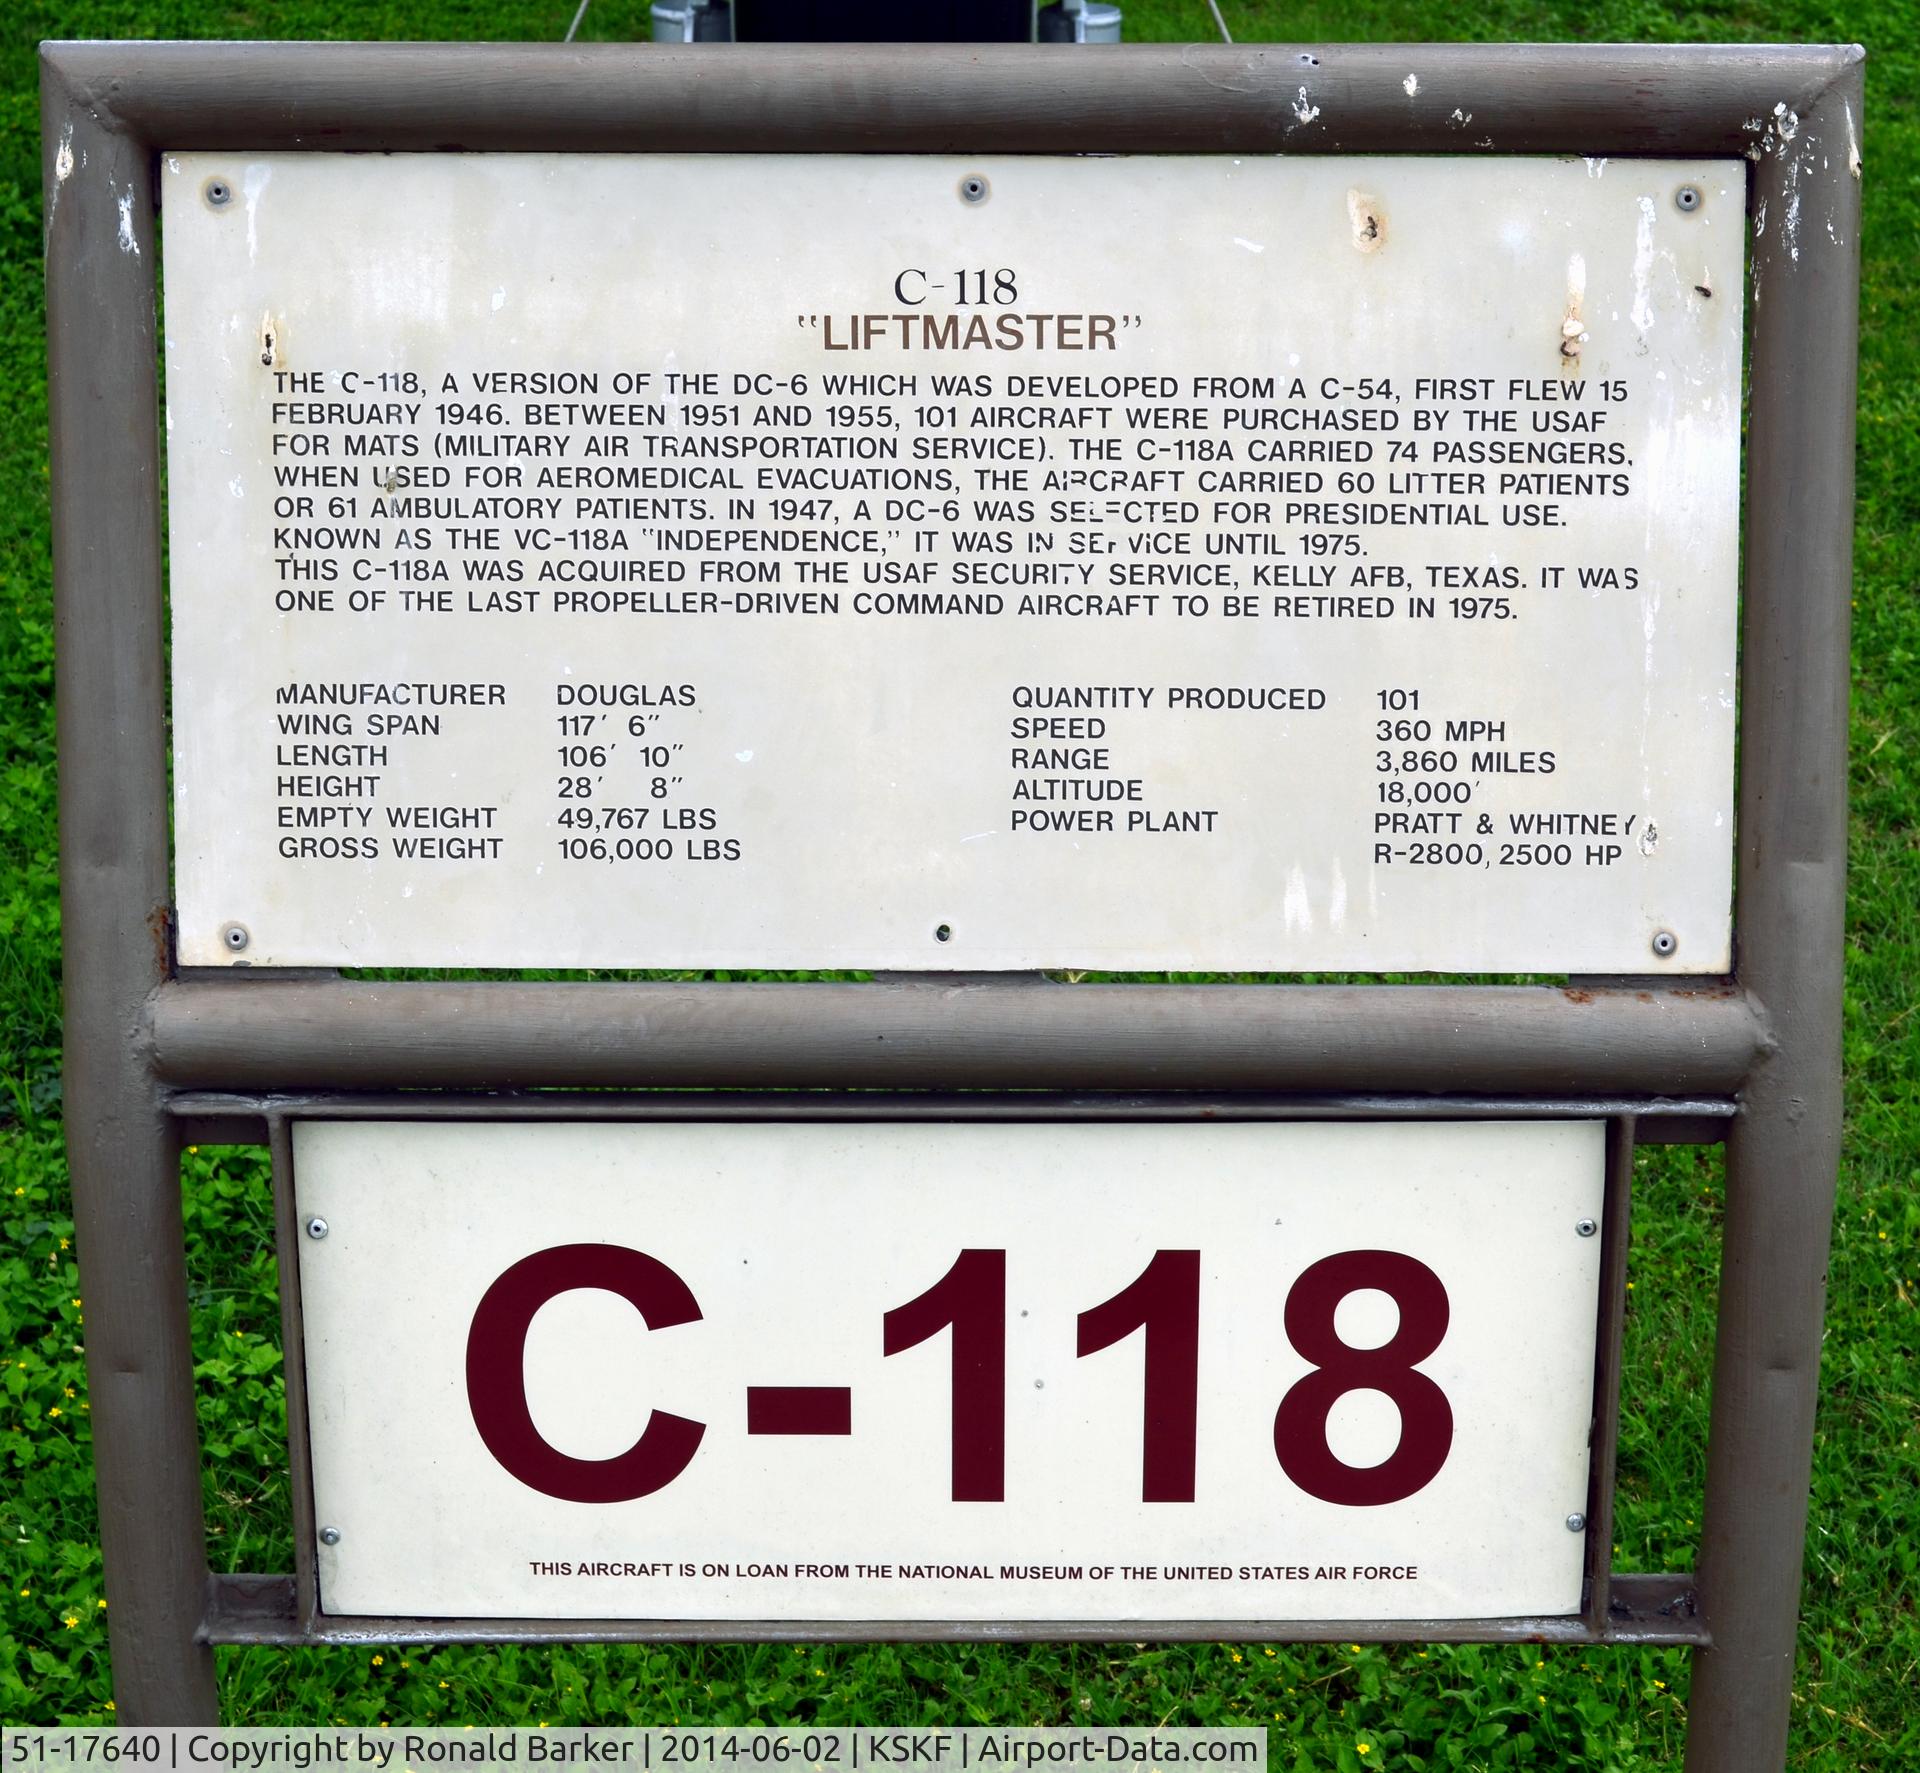 C-118
"LIFTMASTER"
THE C-118, A VERSION OF THE DC-6 WHICH WAS DEVELOPED FROM A C-54, FIRST FLEW 15
FEBRUARY 1946. BETWEEN 1951 AND 1955, 101 AIRCRAFT WERE PURCHASED BY THE USAF
FOR MATS (MILITARY AIR TRANSPORTATION SERVICE). THE C-118A CARRIED 74 PASSENGERS.
WHEN USED FOR AEROMEDICAL EVACUATIONS, THE AIRCRAFT CARRIED 60 LITTER PATIENTS
OR 61 AMBULATORY PATIENTS. IN 1947, A DC-6 WAS SELECTED FOR PRESIDENTIAL USE.
KNOWN AS THE VC-118A "INDEPENDENCE," IT WAS IN SERVICE UNTIL 1975.
THIS C-118A WAS ACQUIRED FROM THE USAF SECURITY SERVICE, KELLY AFB, TEXAS. IT WAS
ONE OF THE LAST PROPELLER-DRIVEN COMMAND AIRCRAFT TO BE RETIRED IN 1975.
MANUFACTURER DOUGLAS
WING SPAN 117' 6"
LENGTH 106' 10"
HEIGHT 28' 8"
EMPTY WEIGHT 49,767 LBS
GROSS WEIGHT 106,000 LBS
QUANTITY PRODUCED 101
SPEED 360 MPH
RANGE 3,860 MILES
ALTITUDE 18,000'
POWER PLANT PRATT & WHITNEY
R-2800, 2500 HP
C-118
THIS AIRCRAFT IS ON LOAN FROM THE NATIONAL MUSEUM OF THE UNITED STATES AIR FORCE
51-17640 | Copyright by Ronald Barker | 2014-06-02 | KSKF | Airport-Data.com